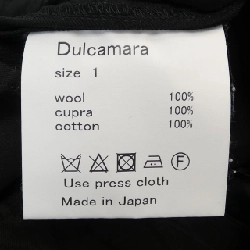 Dulcamara
size 1
wool 100%
cupra 100%
cotton 100%
F
Use press cloth
Made in Japan